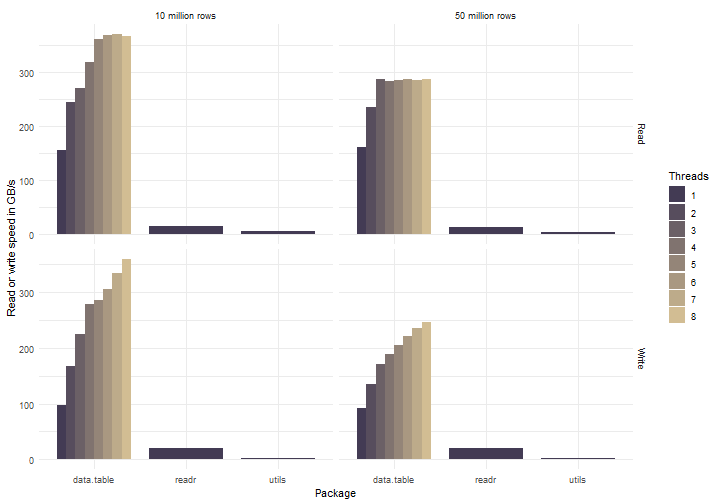 10 million rows
50 million rows
300
200
100
0
Read
300
200
100
0
Write
Read or write speed in GB/s
data.table
readr
utils
data.table
readr
utils
Package
Threads
1
2
3
4
5
6
7
8